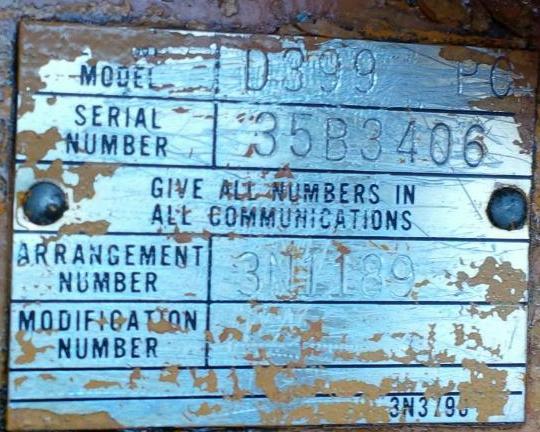 MODEL D399 PC
SERIAL NUMBER 35B3406
GIVE ALL NUMBERS IN
ALL COMMUNICATIONS
ARRANGEMENT NUMBER 3N1189
MODIFICATION NUMBER